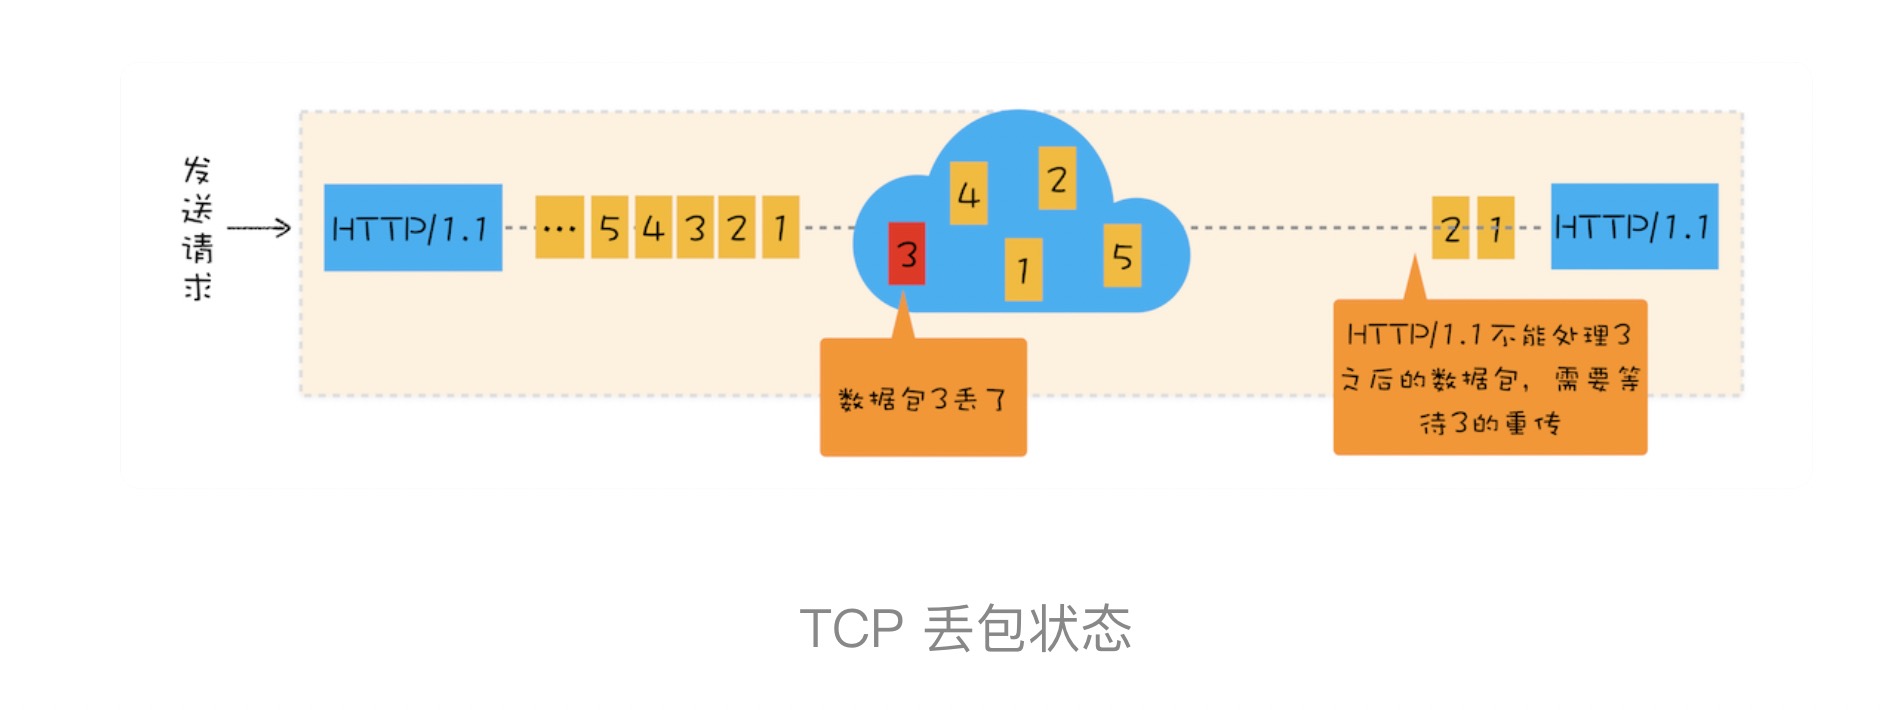 发送请求
HTTP/1.1
... 5 4 3 2 1
4
2
3
1
5
2 1
HTTP/1.1
数据包3丢了
HTTP/1.1不能处理3
之后的数据包，需要等
待3的重传
TCP 丢包状态